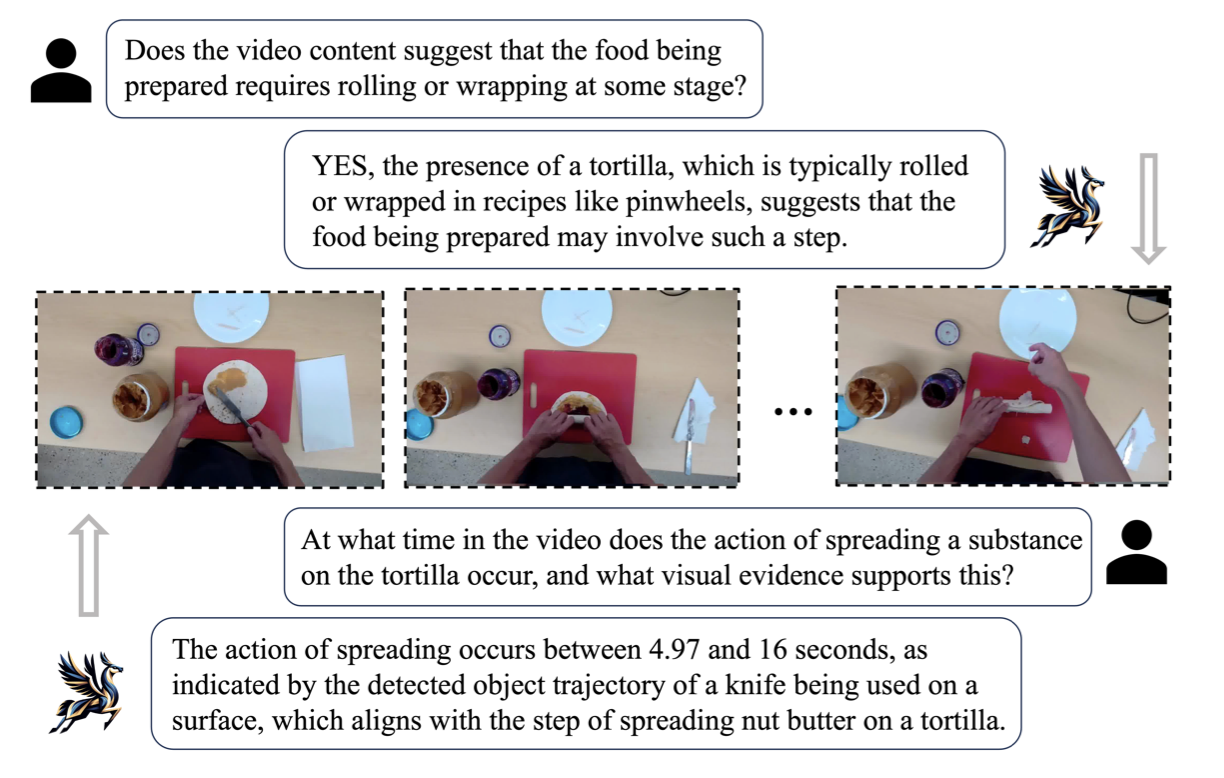 Does the video content suggest that the food being
prepared requires rolling or wrapping at some stage?
YES, the presence of a tortilla, which is typically rolled
or wrapped in recipes like pinwheels, suggests that the
food being prepared may involve such a step.
...
At what time in the video does the action of spreading a substance
on the tortilla occur, and what visual evidence supports this?
The action of spreading occurs between 4.97 and 16 seconds, as
indicated by the detected object trajectory of a knife being used on a
surface, which aligns with the step of spreading nut butter on a tortilla.